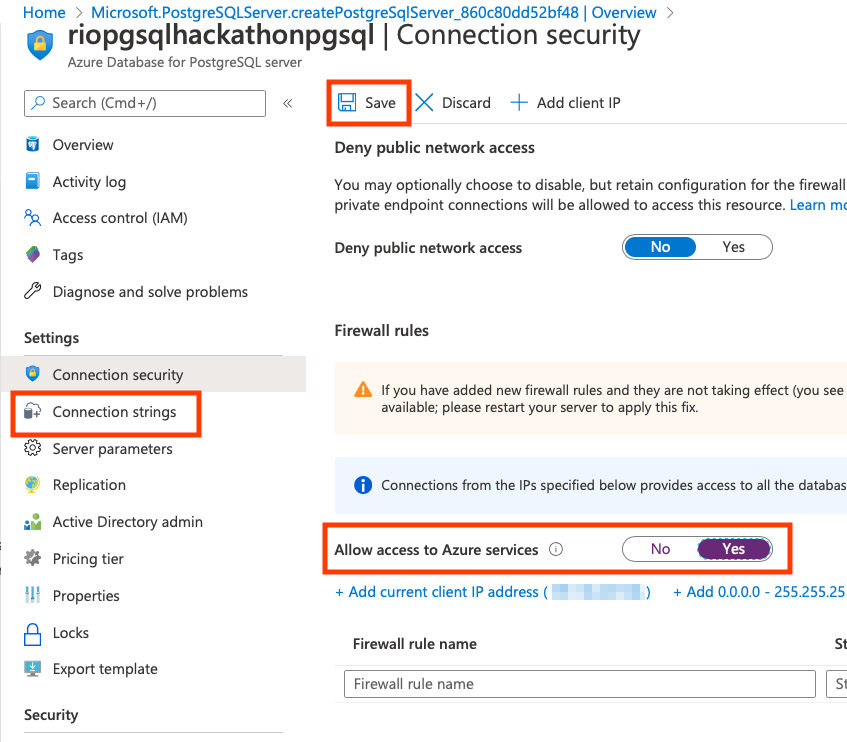 Home > Microsoft.PostgreSQLServer.createPostgreSqlServer_860c80dd52bf48 | Overview >
riopgsqlhackathonpgsql | Connection security
Azure Database for PostgreSQL server
Search (Cmd+/)
«
Overview
Activity log
Access control (IAM)
Tags
Diagnose and solve problems
Settings
Connection security
Connection strings
Server parameters
Replication
Active Directory admin
Pricing tier
Properties
Locks
Export template
Security
Save
Discard
Add client IP
Deny public network access
You may optionally choose to disable, but retain configuration for the firewall
private endpoint connections will be allowed to access this resource. Learn mo
Deny public network access No Yes
Firewall rules
If you have added new firewall rules and they are not taking effect (you see
available; please restart your server to apply this fix.
Connections from the IPs specified below provides access to all the databas
Allow access to Azure services No Yes
+ Add current client IP address ( ) + Add 0.0.0.0 - 255.255.25
Firewall rule name St
Firewall rule name St